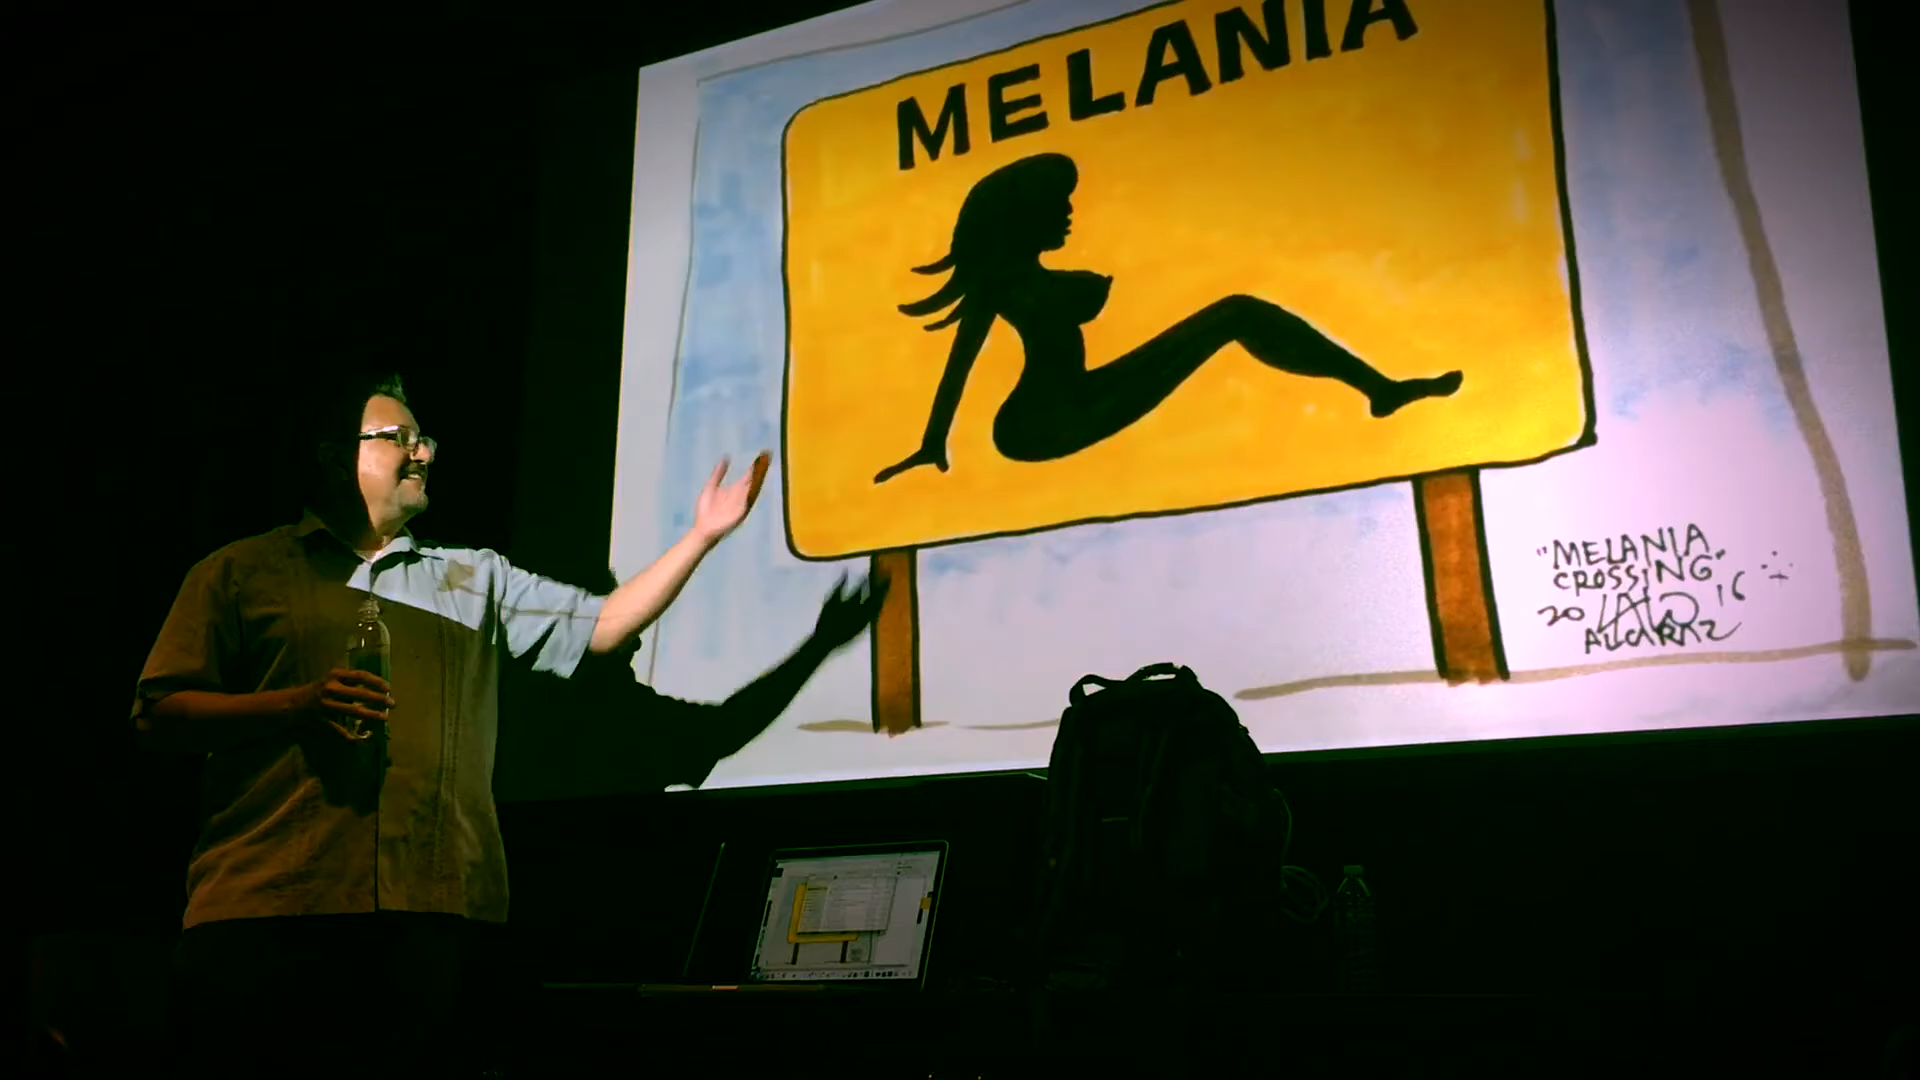 MELANIA
"MELANIA
CROSSING"
20 LALO 16
ALCARAZ